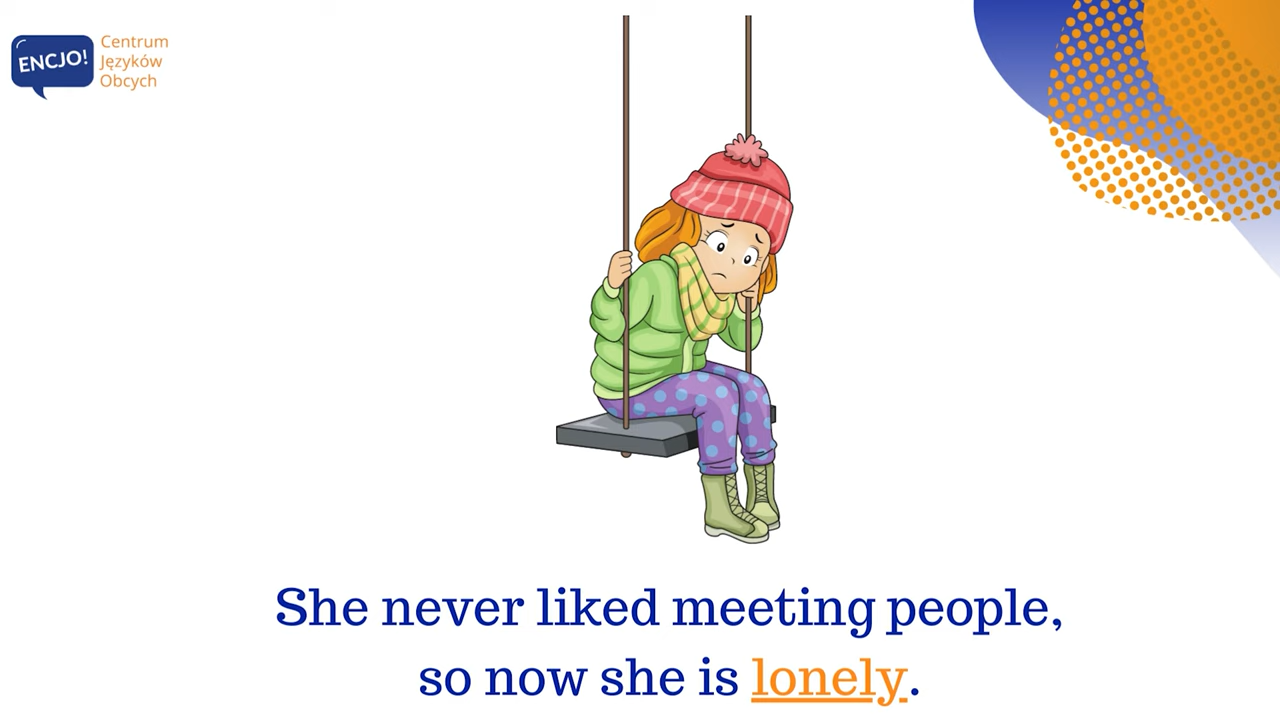 ENCJO!
Centrum
Języków
Obcych
She never liked meeting people,
so now she is lonely.